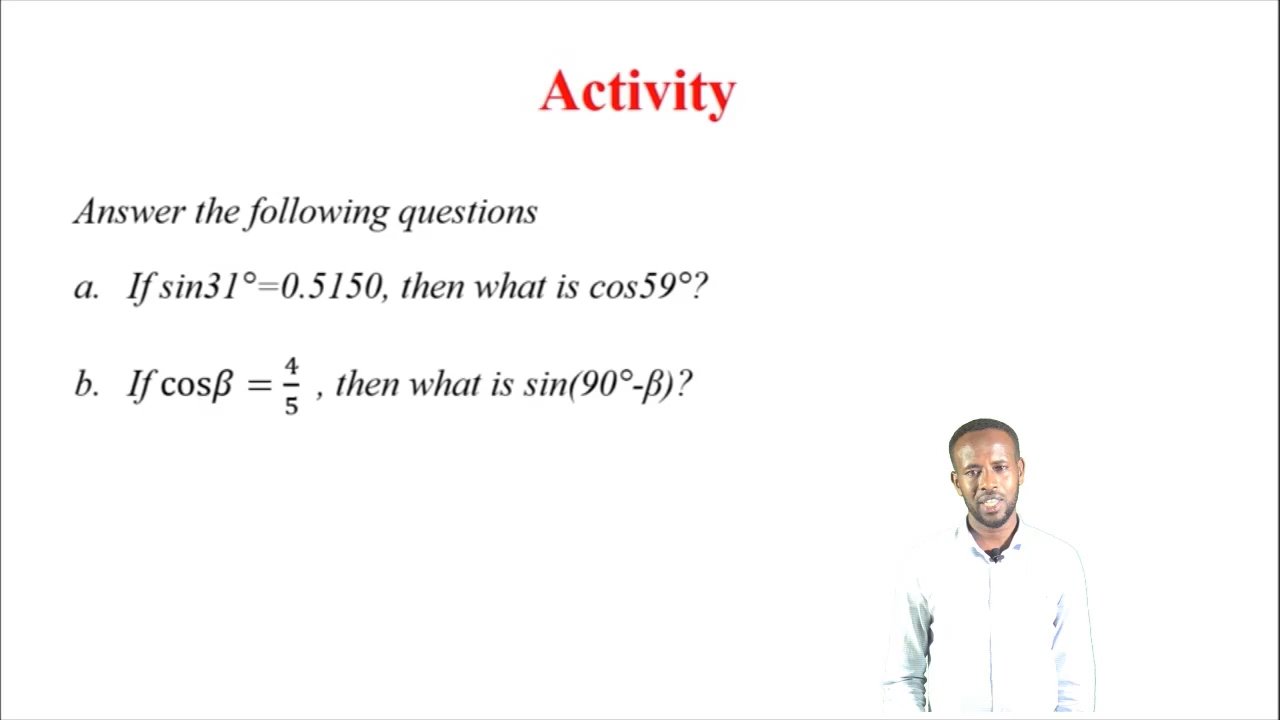 Activity
Answer the following questions
a. If sin31°=0.5150, then what is cos59°?
b. If cosβ = 4/5 , then what is sin(90°-β)?